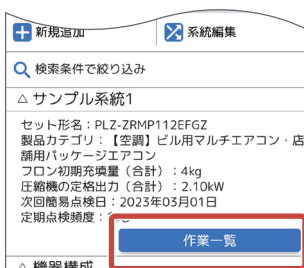 新規追加
系統編集
検索条件で絞り込み
△ サンプル系統1
セット形名：PLZ-ZRMP112EFGZ
製品カテゴリ：【空調】ビル用マルチエアコン・店
舗用パッケージエアコン
フロン初期充填量（合計）：4kg
圧縮機の定格出力（合計）：2.10kW
次回簡易点検日：2023年03月01日
定期点検頻度：
作業一覧
△ 機器構成